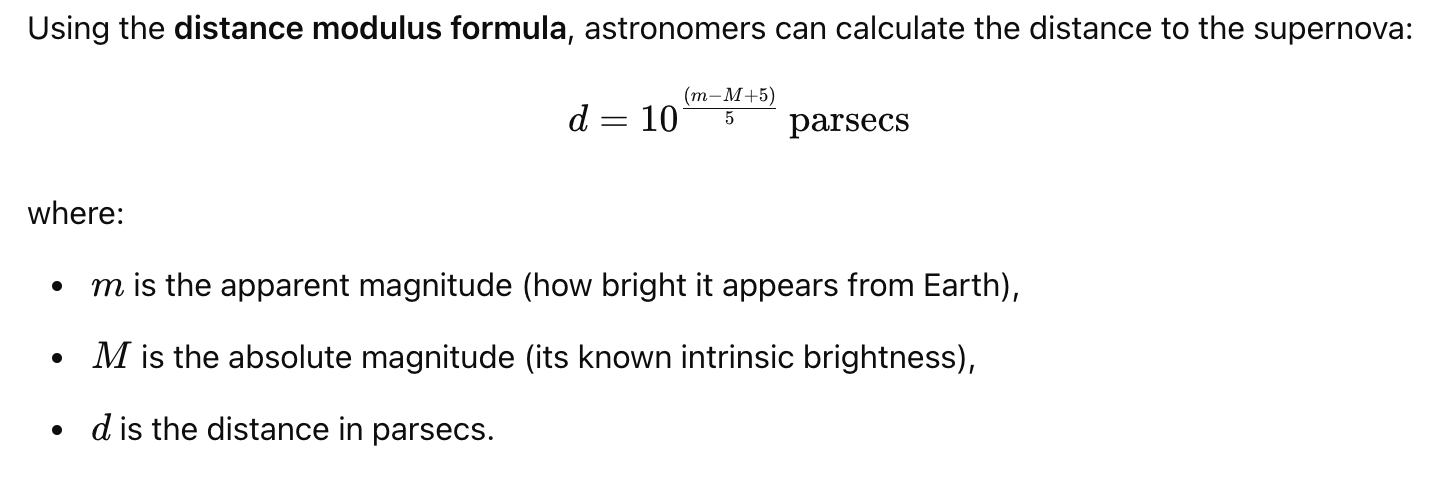 Using the distance modulus formula, astronomers can calculate the distance to the supernova:
d = 10^{\frac{(m-M+5)}{5}} parsecs
where:
• m is the apparent magnitude (how bright it appears from Earth),
• M is the absolute magnitude (its known intrinsic brightness),
• d is the distance in parsecs.